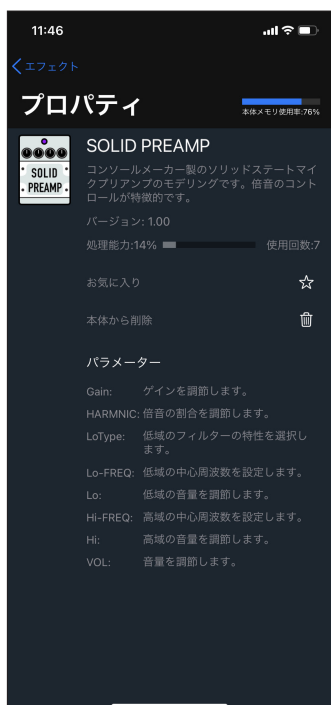 11:46
エフェクト
プロパティ
本体メモリ使用率:76%
SOLID
PREAMP
SOLID PREAMP
コンソールメーカー製のソリッドステートマイ
クプリアンプのモデリングです。倍音のコント
ロールが特徴的です。
バージョン: 1.00
処理能力:14%
使用回数:7
お気に入り
本体から削除
パラメーター
Gain: ゲインを調節します。
HARMNIC: 倍音の割合を調節します。
LoType: 低域のフィルターの特性を選択し
ます。
Lo-FREQ: 低域の中心周波数を設定します。
Lo: 低域の音量を調節します。
Hi-FREQ: 高域の中心周波数を設定します。
Hi: 高域の音量を調節します。
VOL: 音量を調節します。